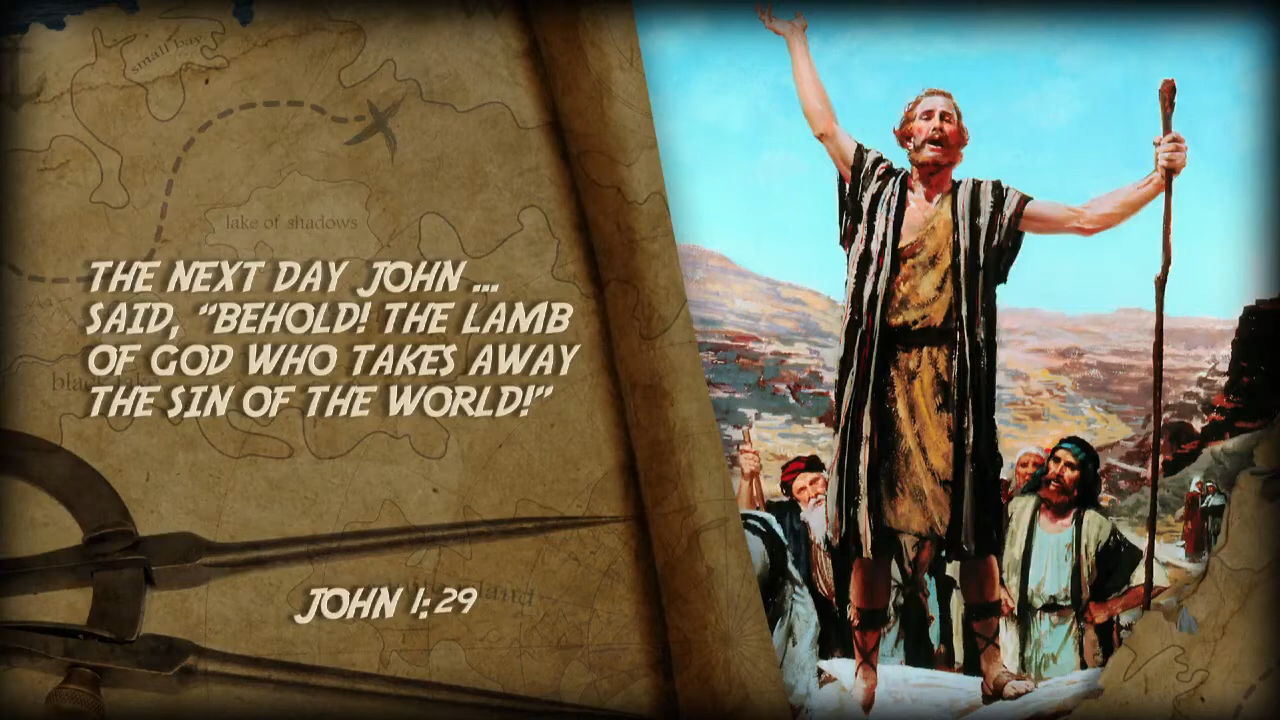 small bay
lake of shadows
THE NEXT DAY JOHN ...
SAID, “BEHOLD! THE LAMB
OF GOD WHO TAKES AWAY
THE SIN OF THE WORLD!”
JOHN 1:29